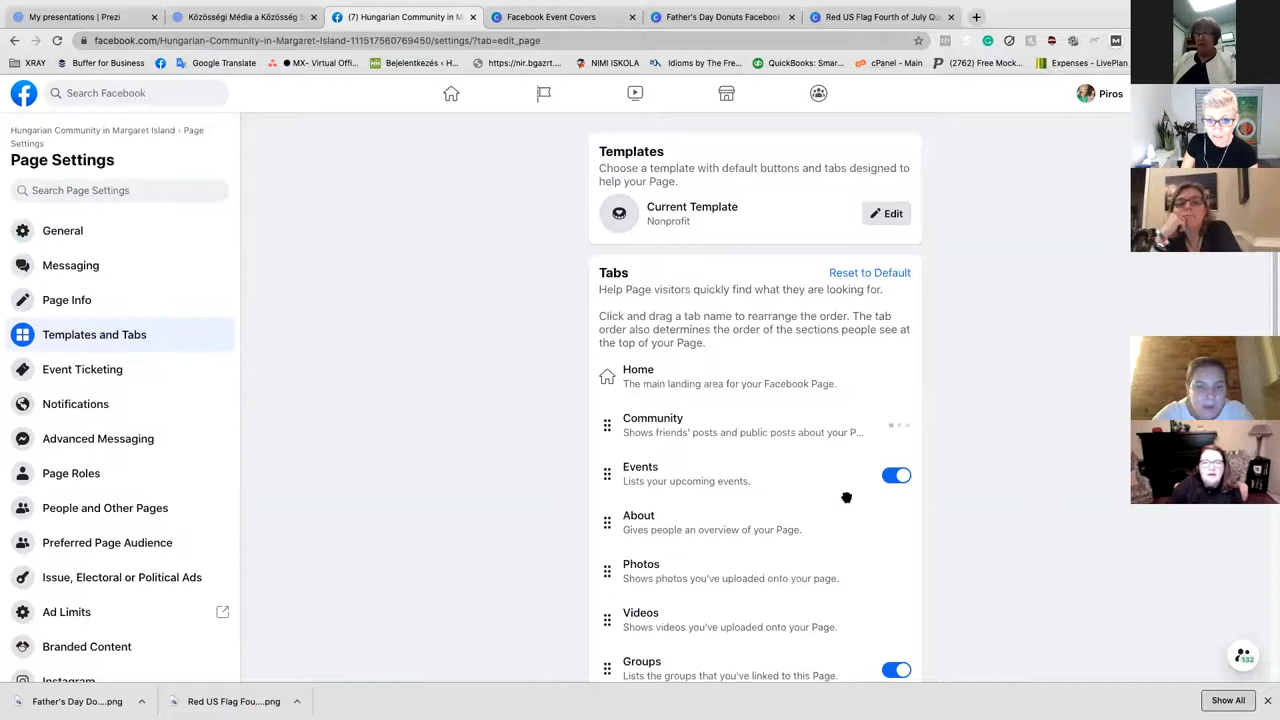 My presentations | Prezi
Közösségi Média a Közösség S
(7) Hungarian Community in M
Facebook Event Covers
Father's Day Donuts Facebook
Red US Flag Fourth of July Qu
facebook.com/Hungarian-Community-in-Margaret-Island-111517560769450/settings/?tab=edit_page
XRAY
Buffer for Business
Google Translate
MX- Virtual Offi...
Bejelentkezés ‹ H...
https://nir.bgazrt...
NIMI ISKOLA
Idioms by The Fre...
QuickBooks: Smar...
cPanel - Main
(2762) Free Mock...
Expenses - LivePlan
Search Facebook
Piros
Hungarian Community in Margaret Island › Page
Settings
Page Settings
Search Page Settings
General
Messaging
Page Info
Templates and Tabs
Event Ticketing
Notifications
Advanced Messaging
Page Roles
People and Other Pages
Preferred Page Audience
Issue, Electoral or Political Ads
Ad Limits
Branded Content
Instagram
Templates
Choose a template with default buttons and tabs designed to
help your Page.
Current Template
Nonprofit
Edit
Tabs
Reset to Default
Help Page visitors quickly find what they are looking for.
Click and drag a tab name to rearrange the order. The tab
order also determines the order of the sections people see at
the top of your Page.
Home
The main landing area for your Facebook Page.
Community
Shows friends' posts and public posts about your P...
Events
Lists your upcoming events.
About
Gives people an overview of your Page.
Photos
Shows photos you've uploaded onto your page.
Videos
Shows videos you've uploaded onto your Page.
Groups
Lists the groups that you've linked to this Page.
132
Father's Day Do....png
Red US Flag Fou....png
Show All